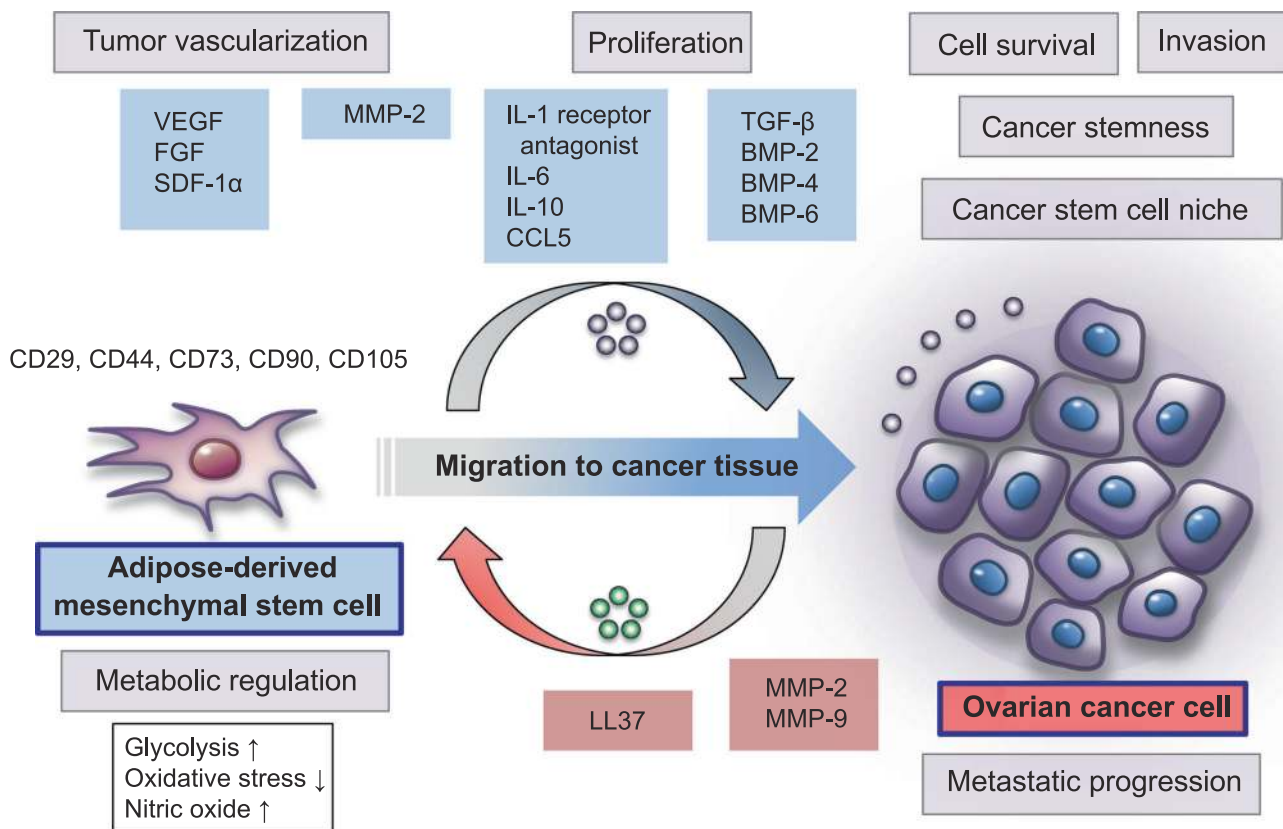 Tumor vascularization
Proliferation
Cell survival
Invasion
VEGF
FGF
SDF-1α
MMP-2
IL-1 receptor
antagonist
IL-6
IL-10
CCL5
TGF-β
BMP-2
BMP-4
BMP-6
Cancer stemness
Cancer stem cell niche
CD29, CD44, CD73, CD90, CD105
Migration to cancer tissue
Adipose-derived
mesenchymal stem cell
Metabolic regulation
Glycolysis ↑
Oxidative stress ↓
Nitric oxide ↑
LL37
MMP-2
MMP-9
Ovarian cancer cell
Metastatic progression